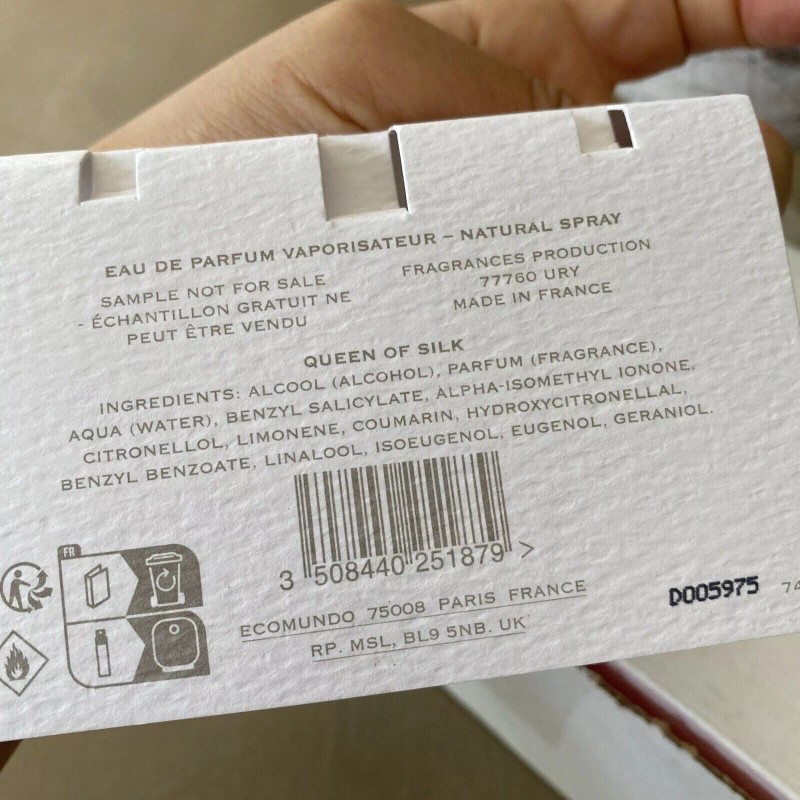 EAU DE PARFUM VAPORISATEUR – NATURAL SPRAY
SAMPLE NOT FOR SALE
- ÉCHANTILLON GRATUIT NE
PEUT ÊTRE VENDU
FRAGRANCES PRODUCTION
77760 URY
MADE IN FRANCE
QUEEN OF SILK
INGREDIENTS: ALCOOL (ALCOHOL), PARFUM (FRAGRANCE),
AQUA (WATER), BENZYL SALICYLATE, ALPHA-ISOMETHYL IONONE,
CITRONELLOL, LIMONENE, COUMARIN, HYDROXYCITRONELLAL,
BENZYL BENZOATE, LINALOOL, ISOEUGENOL, EUGENOL, GERANIOL.
3 508440 251879 >
FR
ECOMUNDO 75008 PARIS FRANCE
RP. MSL, BL9 5NB. UK
D005975